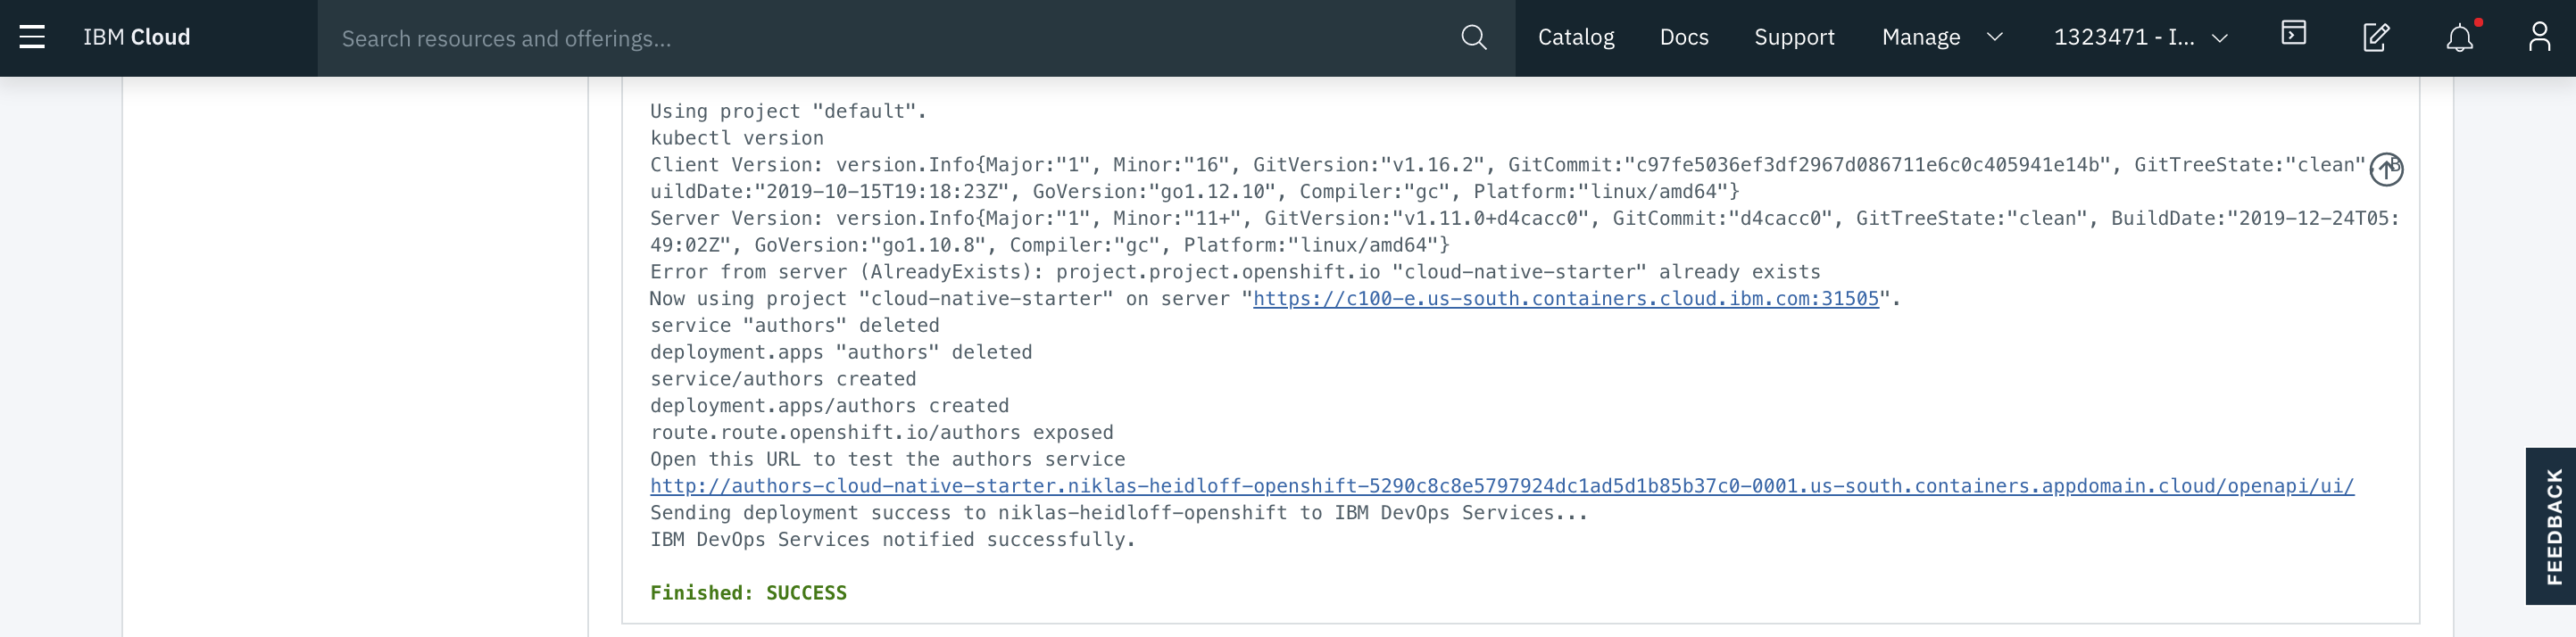 IBM Cloud
Search resources and offerings...
Catalog
Docs
Support
Manage
1323471 - I...
Using project "default".
kubectl version
Client Version: version.Info{Major:"1", Minor:"16", GitVersion:"v1.16.2", GitCommit:"c97fe5036ef3df2967d086711e6c0c405941e14b", GitTreeState:"clean", B
uildDate:"2019-10-15T19:18:23Z", GoVersion:"go1.12.10", Compiler:"gc", Platform:"linux/amd64"}
Server Version: version.Info{Major:"1", Minor:"11+", GitVersion:"v1.11.0+d4cacc0", GitCommit:"d4cacc0", GitTreeState:"clean", BuildDate:"2019-12-24T05:
49:02Z", GoVersion:"go1.10.8", Compiler:"gc", Platform:"linux/amd64"}
Error from server (AlreadyExists): project.project.openshift.io "cloud-native-starter" already exists
Now using project "cloud-native-starter" on server "https://c100-e.us-south.containers.cloud.ibm.com:31505".
service "authors" deleted
deployment.apps "authors" deleted
service/authors created
deployment.apps/authors created
route.route.openshift.io/authors exposed
Open this URL to test the authors service
http://authors-cloud-native-starter.niklas-heidloff-openshift-5290c8c8e5797924dc1ad5d1b85b37c0-0001.us-south.containers.appdomain.cloud/openapi/ui/
Sending deployment success to niklas-heidloff-openshift to IBM DevOps Services...
IBM DevOps Services notified successfully.
Finished: SUCCESS
FEEDBACK